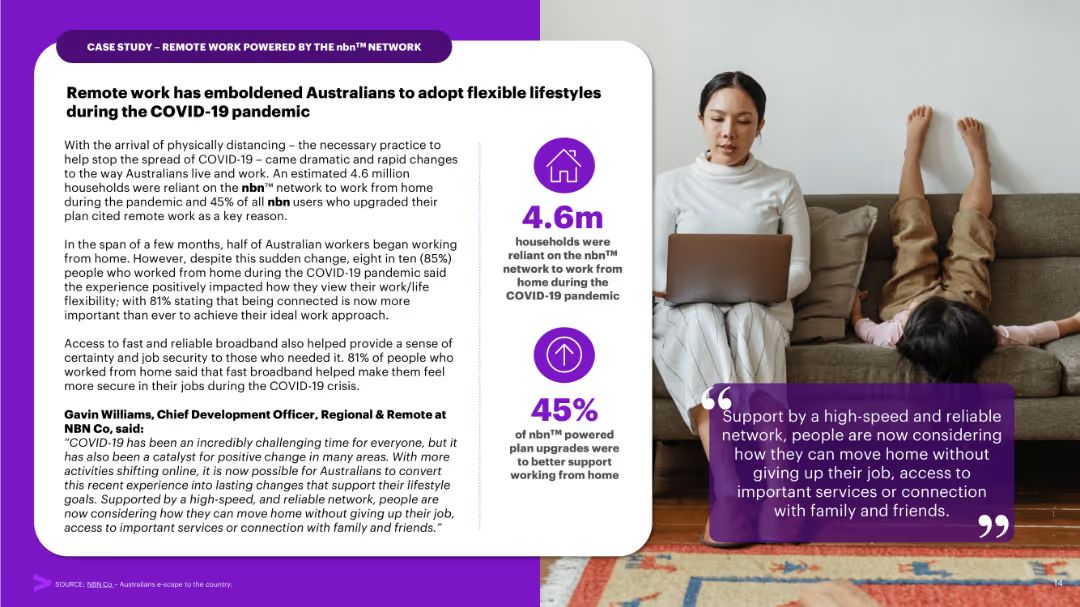 CASE STUDY – REMOTE WORK POWERED BY THE nbn™ NETWORK
Remote work has emboldened Australians to adopt flexible lifestyles
during the COVID-19 pandemic
With the arrival of physically distancing – the necessary practice to
help stop the spread of COVID-19 – came dramatic and rapid changes
to the way Australians live and work. An estimated 4.6 million
households were reliant on the nbn™ network to work from home
during the pandemic and 45% of all nbn users who upgraded their
plan cited remote work as a key reason.
In the span of a few months, half of Australian workers began working
from home. However, despite this sudden change, eight in ten (85%)
people who worked from home during the COVID-19 pandemic said
the experience positively impacted how they view their work/life
flexibility; with 81% stating that being connected is now more
important than ever to achieve their ideal work approach.
Access to fast and reliable broadband also helped provide a sense of
certainty and job security to those who needed it. 81% of people who
worked from home said that fast broadband helped make them feel
more secure in their jobs during the COVID-19 crisis.
Gavin Williams, Chief Development Officer, Regional & Remote at
NBN Co, said:
“COVID-19 has been an incredibly challenging time for everyone, but it
has also been a catalyst for positive change in many areas. With more
activities shifting online, it is now possible for Australians to convert
this recent experience into lasting changes that support their lifestyle
goals. Supported by a high-speed, and reliable network, people are
now considering how they can move home without giving up their job,
access to important services or connection with family and friends.”
4.6m
households were
reliant on the nbn™
network to work from
home during the
COVID-19 pandemic
45%
of nbn™ powered
plan upgrades were
to better support
working from home
“Support by a high-speed and reliable
network, people are now considering
how they can move home without
giving up their job, access to
important services or connection
with family and friends.”
SOURCE: NBN Co – Australians e-scape to the country;
14